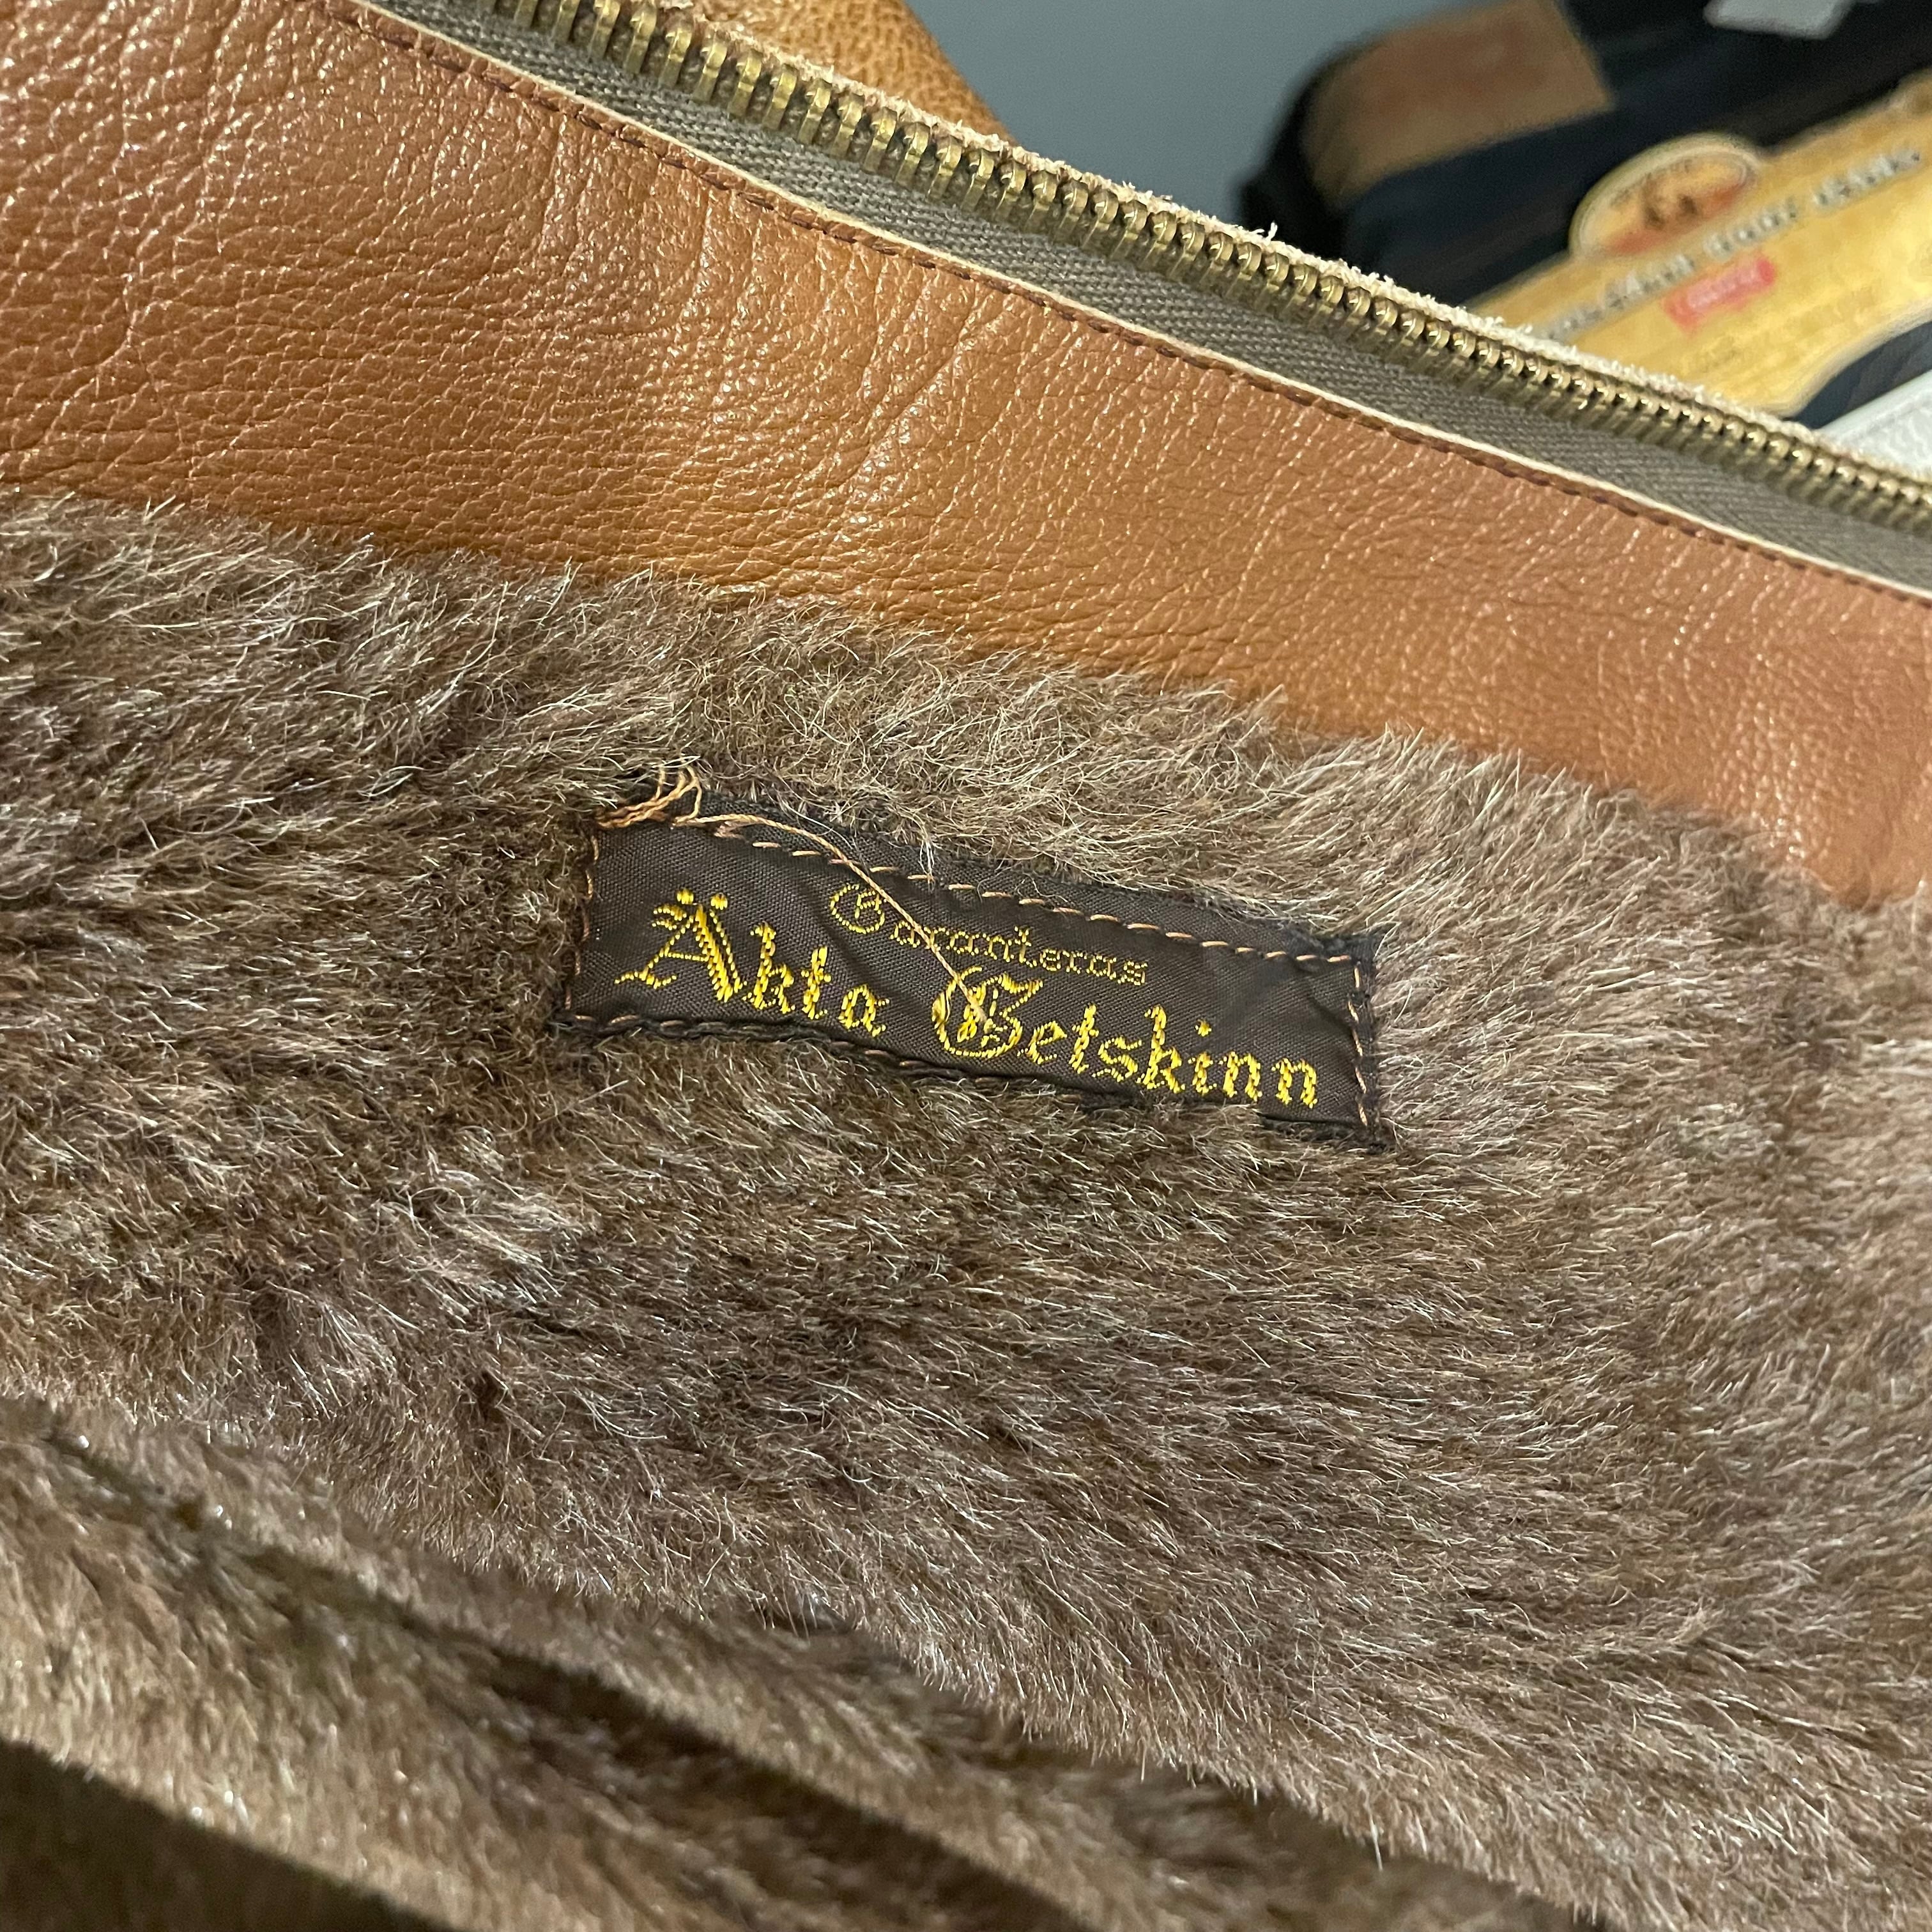 Garanteras
Äkta Getskinn